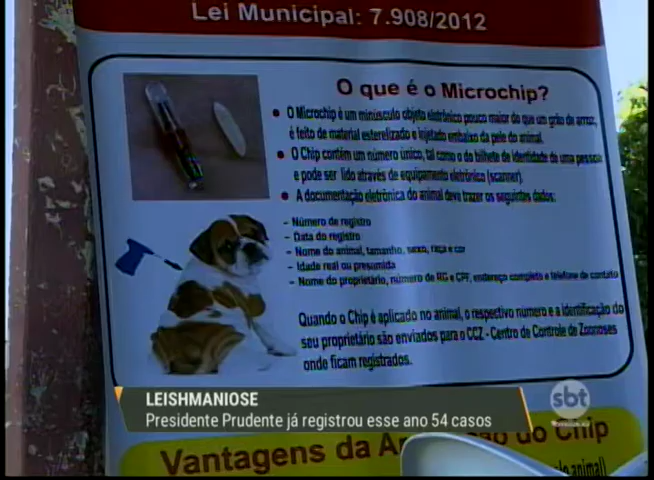 Lei Municipal: 7.908/2012
O que é o Microchip?
• O Microchip é um minúsculo objeto eletrônico pouco maior do que um grão de arroz,
é feito de material esterelizado e injetado embaixo da pele do animal.
• O Chip contém um número único, tal como o do bilhete de identidade de uma pessoa
e pode ser lido através de equipamento eletrônico (scanner).
• A documentação eletrônica do animal deve trazer os seguintes dados:
- Número de registro
- Data do registro
- Nome do animal, tamanho, sexo, raça e cor
- Idade real ou presumida
- Nome do proprietário, número de RG e CPF, endereço completo e telefone de contato
Quando o Chip é aplicado no animal, o respectivo número e a identificação do
seu proprietário são enviados para o CCZ - Centro de Controle de Zoonoses
onde ficam registrados.
LEISHMANIOSE
Presidente Prudente já registrou esse ano 54 casos
sbt
Vantagens da do Chip
animal)